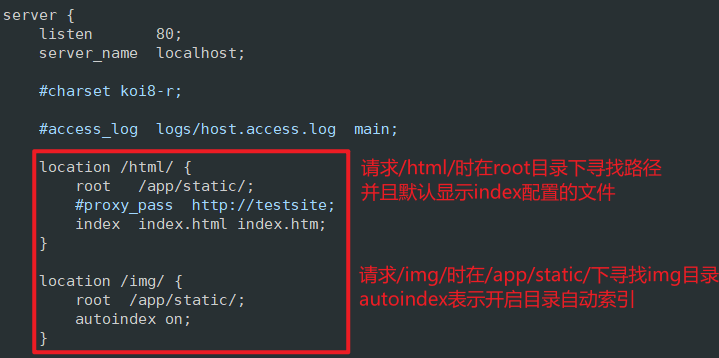 server {
listen 80;
server_name localhost;
#charset koi8-r;
#access_log logs/host.access.log main;
location /html/ {
root /app/static/;
#proxy_pass http://testsite;
index index.html index.htm;
}
请求/html/时在root目录下寻找路径
并且默认显示index配置的文件
location /img/ {
root /app/static/;
autoindex on;
}
请求/img/时在/app/static/下寻找img目录
autoindex表示开启目录自动索引